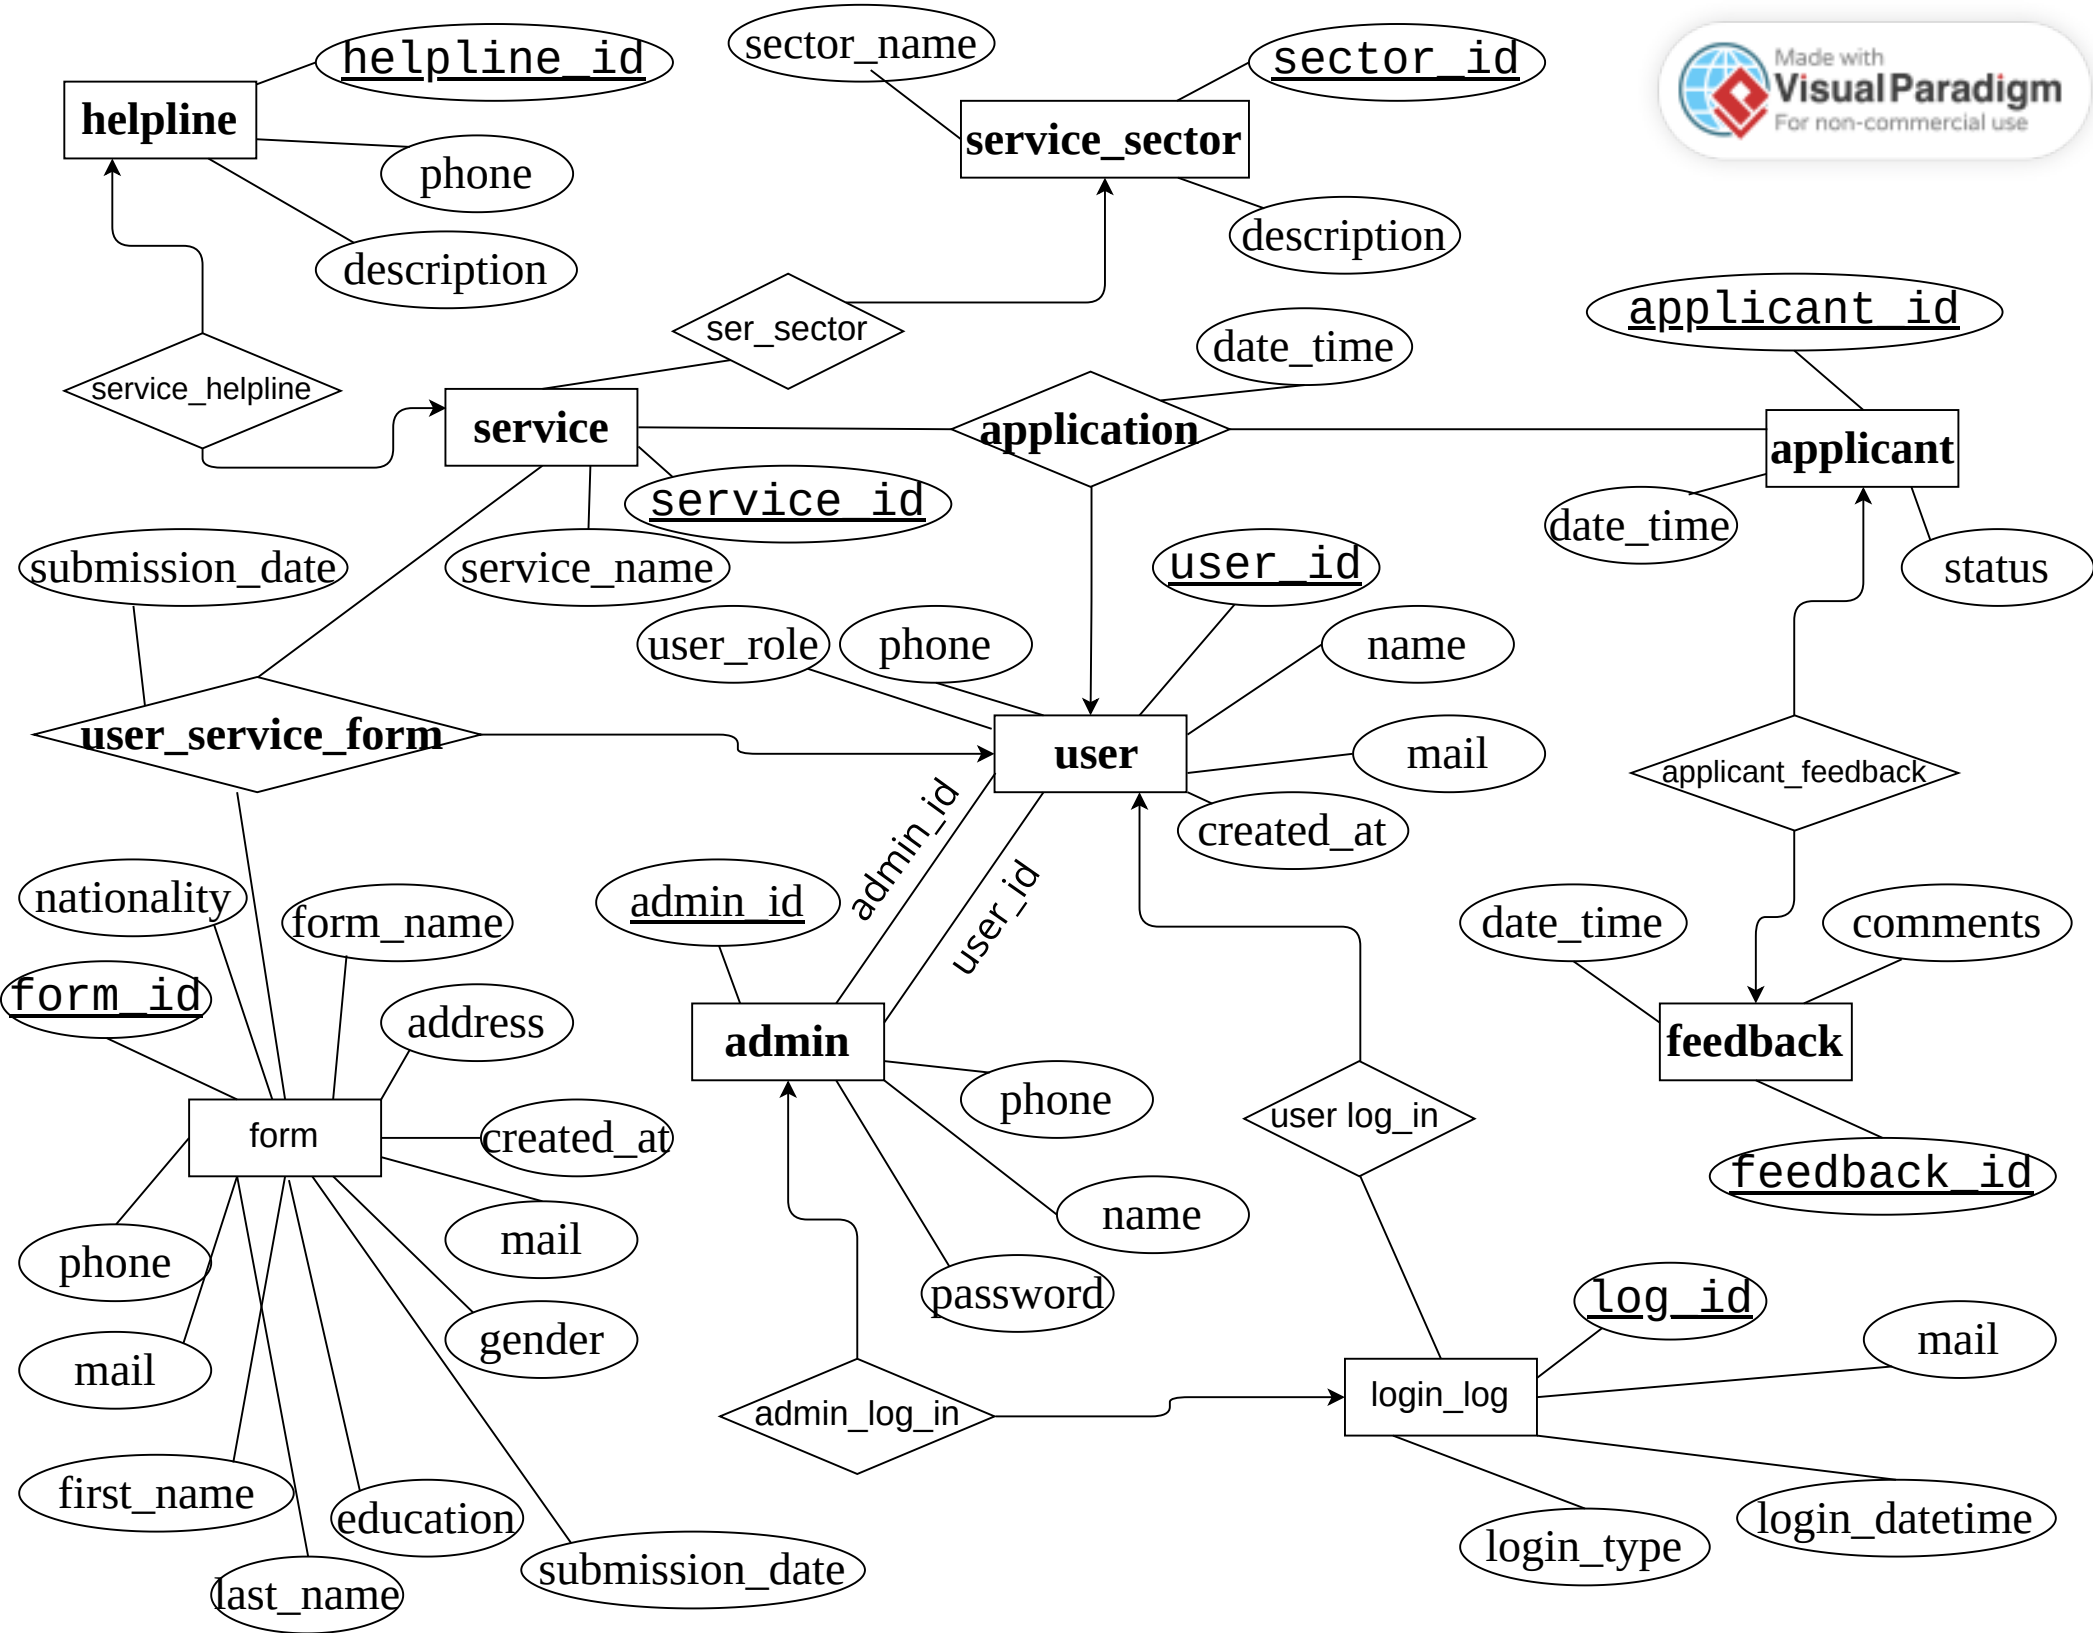 sector_name
helpline_id
sector_id
Made with
Visual Paradigm
For non-commercial use
helpline
service_sector
phone
description
description
applicant_id
ser_sector
date_time
service_helpline
service
application
applicant
service_id
date_time
submission_date
service_name
user_id
status
user_role
phone
name
user_service_form
user
mail
applicant_feedback
admin_id
created_at
nationality
form_name
admin_id
user_id
date_time
comments
form_id
address
admin
feedback
form
created_at
phone
user log_in
feedback_id
phone
mail
name
password
log_id
mail
gender
mail
admin_log_in
login_log
first_name
education
login_datetime
last_name
submission_date
login_type